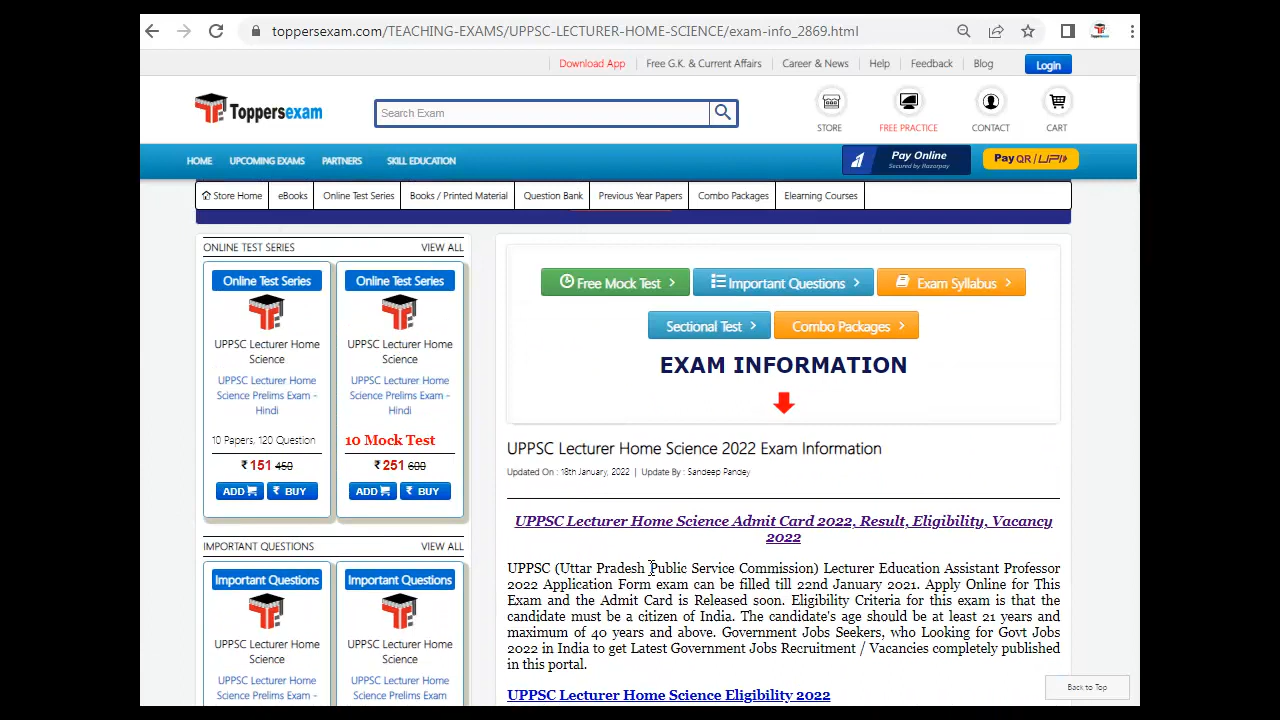 toppersexam.com/TEACHING-EXAMS/UPPSC-LECTURER-HOME-SCIENCE/exam-info_2869.html
Download App | Free G.K. & Current Affairs | Career & News | Help | Feedback | Blog Login
Toppersexam
Search Exam
STORE FREE PRACTICE CONTACT CART
HOME UPCOMING EXAMS PARTNERS SKILL EDUCATION
Pay Online
Secured by Razorpay
Pay QR / UPI
Store Home eBooks Online Test Series Books / Printed Material Question Bank Previous Year Papers Combo Packages Elearning Courses
ONLINE TEST SERIES VIEW ALL
Online Test Series
UPPSC Lecturer Home
Science
UPPSC Lecturer Home
Science Prelims Exam -
Hindi
10 Papers, 120 Question
₹ 151 450
ADD ₹ BUY
Online Test Series
UPPSC Lecturer Home
Science
UPPSC Lecturer Home
Science Prelims Exam -
Hindi
10 Mock Test
₹ 251 600
ADD ₹ BUY
IMPORTANT QUESTIONS VIEW ALL
Important Questions
UPPSC Lecturer Home
Science
UPPSC Lecturer Home
Science Prelims Exam -
Important Questions
UPPSC Lecturer Home
Science
UPPSC Lecturer Home
Science Prelims Exam
Free Mock Test Important Questions Exam Syllabus
Sectional Test Combo Packages
EXAM INFORMATION
UPPSC Lecturer Home Science 2022 Exam Information
Updated On : 18th January, 2022 | Update By : Sandeep Pandey
UPPSC Lecturer Home Science Admit Card 2022, Result, Eligibility, Vacancy
2022
UPPSC (Uttar Pradesh Public Service Commission) Lecturer Education Assistant Professor
2022 Application Form exam can be filled till 22nd January 2021. Apply Online for This
Exam and the Admit Card is Released soon. Eligibility Criteria for this exam is that the
candidate must be a citizen of India. The candidate's age should be at least 21 years and
maximum of 40 years and above. Government Jobs Seekers, who Looking for Govt Jobs
2022 in India to get Latest Government Jobs Recruitment / Vacancies completely published
in this portal.
UPPSC Lecturer Home Science Eligibility 2022
Back to Top